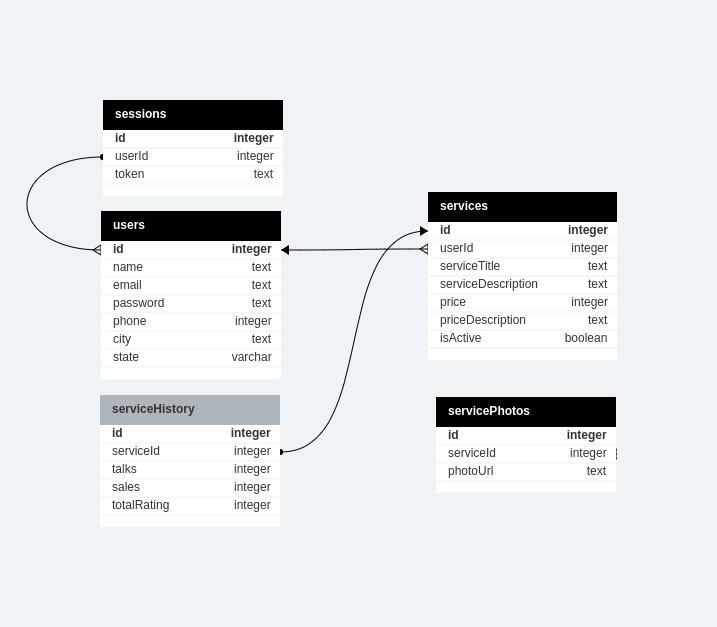 sessions
id integer
userId integer
token text
users
id integer
name text
email text
password text
phone integer
city text
state varchar
serviceHistory
id integer
serviceId integer
talks integer
sales integer
totalRating integer
services
id integer
userId integer
serviceTitle text
serviceDescription text
price integer
priceDescription text
isActive boolean
servicePhotos
id integer
serviceId integer
photoUrl text